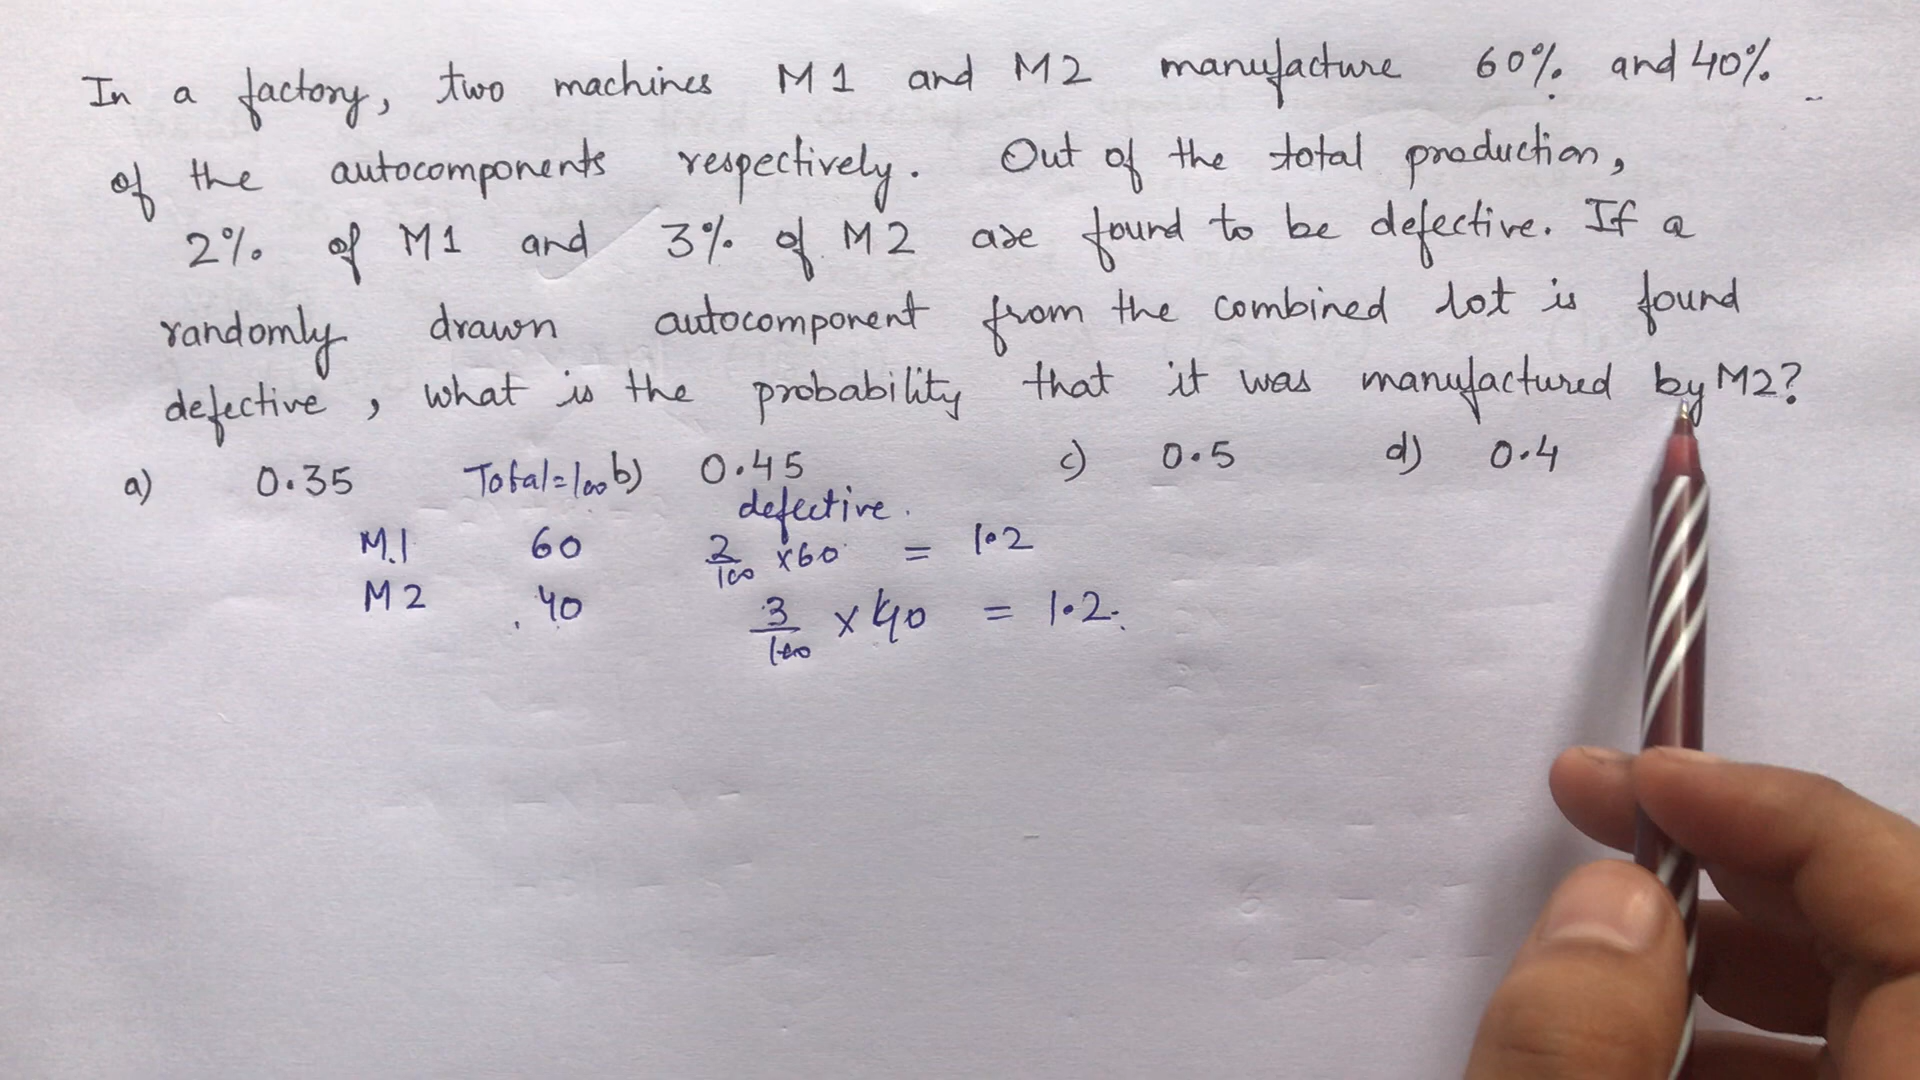 In a factory, two machines M1 and M2 manufacture 60% and 40%
of the autocomponents respectively. Out of the total production,
2% of M1 and 3% of M2 are found to be defective. If a
randomly drawn autocomponent from the combined lot is found
defective, what is the probability that it was manufactured by M2?
a) 0.35 b) 0.45 c) 0.5 d) 0.4
Total=100
defective.
M1 60 2/100 ×60 = 1.2
M2 40 3/100 × 40 = 1.2